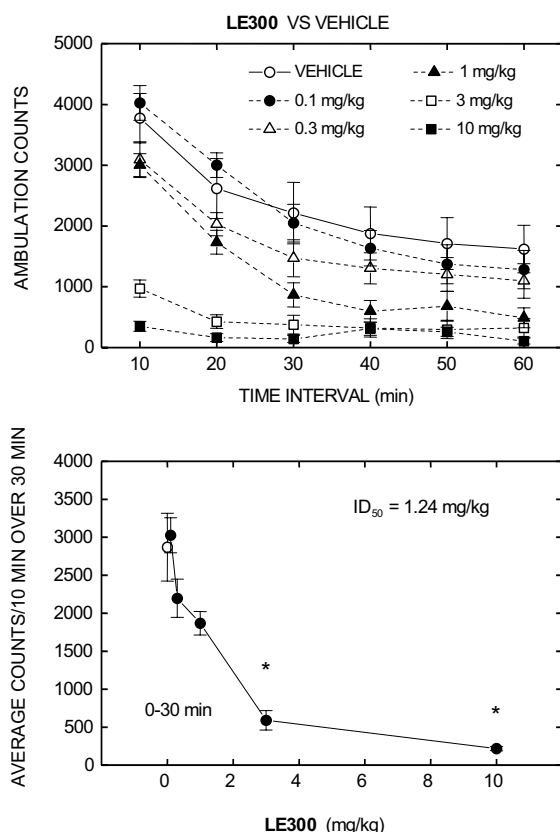 LE300 VS VEHICLE
5000
4000
3000
2000
1000
0
AMBULATION COUNTS
VEHICLE
0.1 mg/kg
0.3 mg/kg
1 mg/kg
3 mg/kg
10 mg/kg
10 20 30 40 50 60
TIME INTERVAL (min)
4000
3500
3000
2500
2000
1500
1000
500
0
AVERAGE COUNTS/10 MIN OVER 30 MIN
ID50 = 1.24 mg/kg
*
*
0-30 min
0 2 4 6 8 10
LE300 (mg/kg)